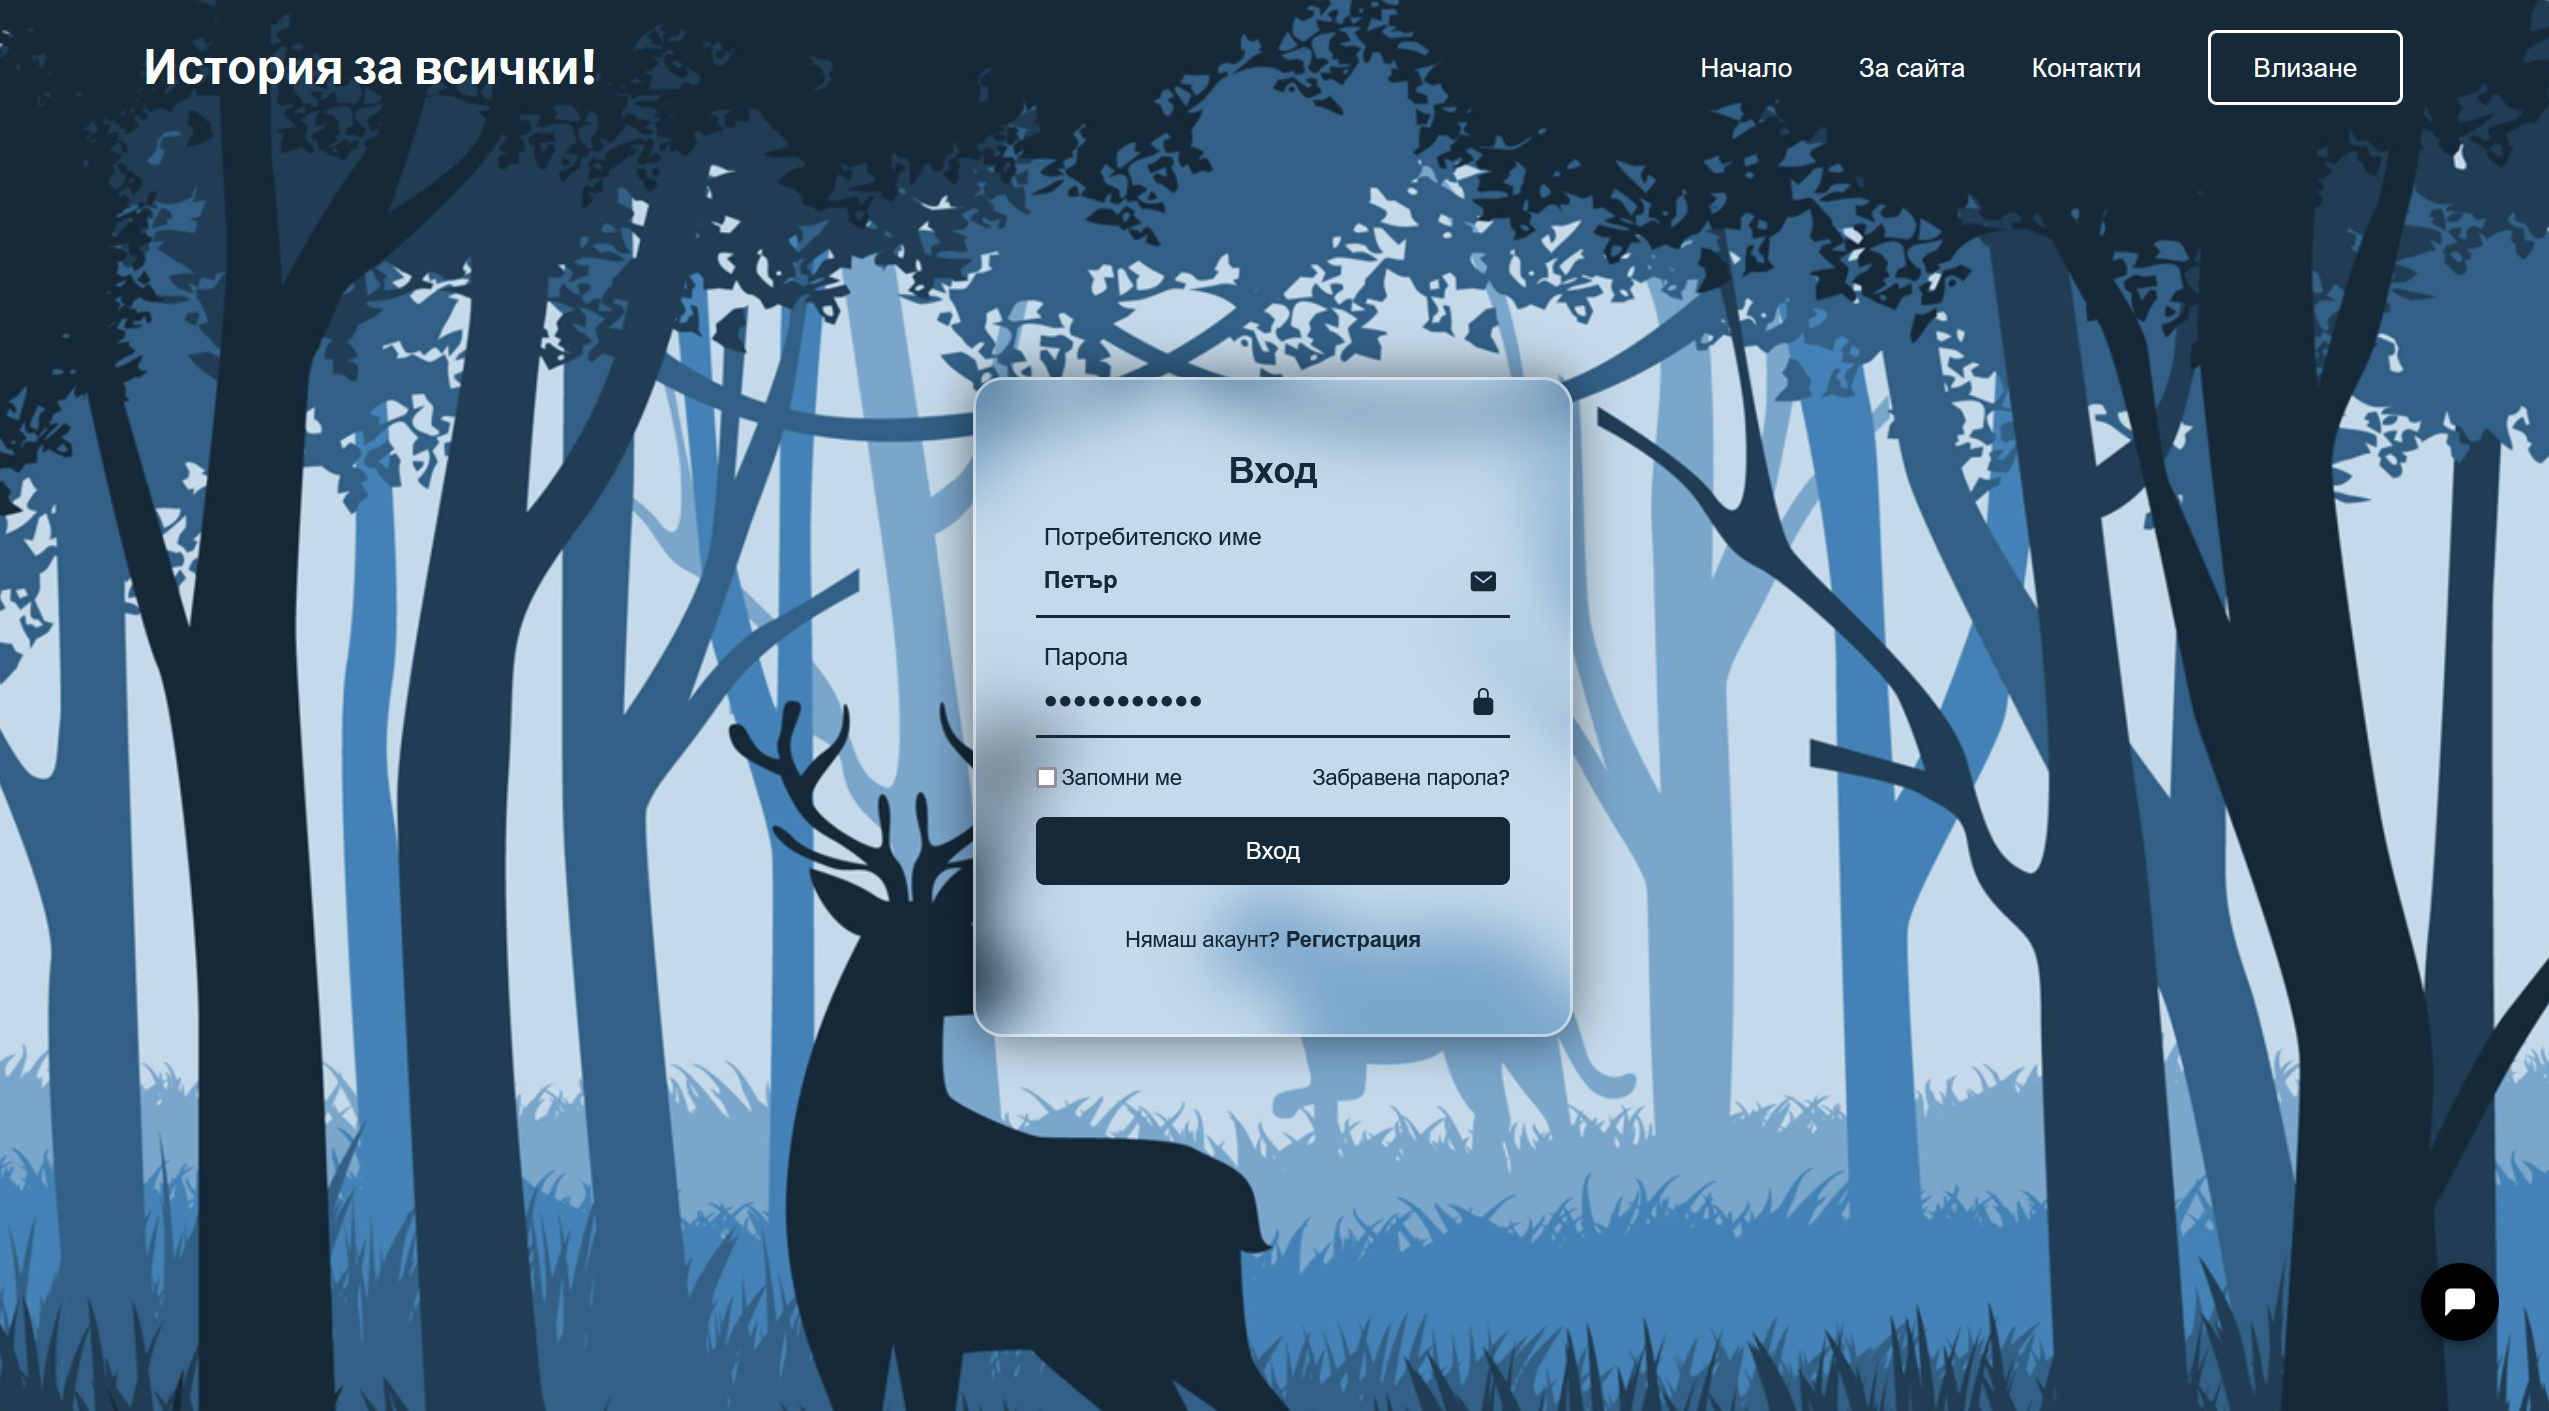 История за всички!
Начало За сайта Контакти Влизане
Вход
Потребителско име
Петър
Парола
●●●●●●●●●●●
Запомни ме Забравена парола?
Вход
Нямаш акаунт? Регистрация